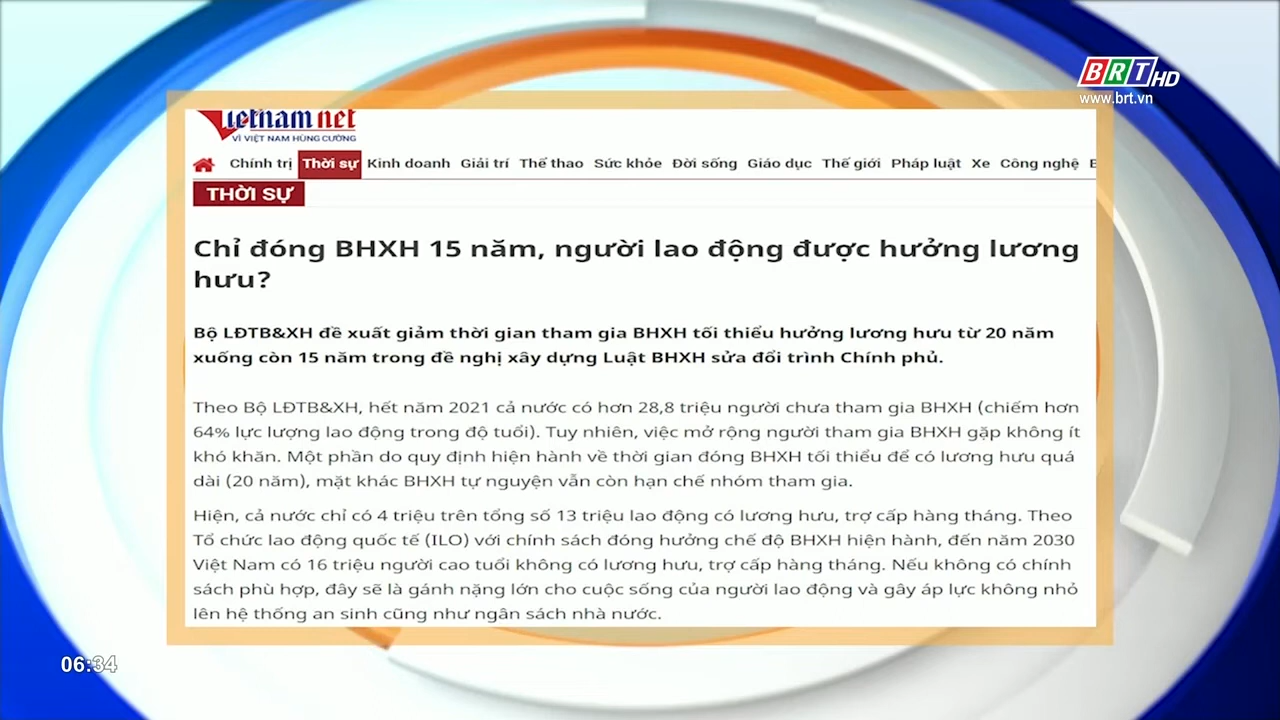 BRT HD
www.brt.vn
Vietnam net
VÌ VIỆT NAM HÙNG CƯỜNG
Chính trị Thời sự Kinh doanh Giải trí Thể thao Sức khỏe Đời sống Giáo dục Thế giới Pháp luật Xe Công nghệ
THỜI SỰ
Chỉ đóng BHXH 15 năm, người lao động được hưởng lương
hưu?
Bộ LĐTB&XH đề xuất giảm thời gian tham gia BHXH tối thiểu hưởng lương hưu từ 20 năm
xuống còn 15 năm trong đề nghị xây dựng Luật BHXH sửa đổi trình Chính phủ.
Theo Bộ LĐTB&XH, hết năm 2021 cả nước có hơn 28,8 triệu người chưa tham gia BHXH (chiếm hơn
64% lực lượng lao động trong độ tuổi). Tuy nhiên, việc mở rộng người tham gia BHXH gặp không ít
khó khăn. Một phần do quy định hiện hành về thời gian đóng BHXH tối thiểu để có lương hưu quá
dài (20 năm), mặt khác BHXH tự nguyện vẫn còn hạn chế nhóm tham gia.
Hiện, cả nước chỉ có 4 triệu trên tổng số 13 triệu lao động có lương hưu, trợ cấp hàng tháng. Theo
Tổ chức lao động quốc tế (ILO) với chính sách đóng hưởng chế độ BHXH hiện hành, đến năm 2030
Việt Nam có 16 triệu người cao tuổi không có lương hưu, trợ cấp hàng tháng. Nếu không có chính
sách phù hợp, đây sẽ là gánh nặng lớn cho cuộc sống của người lao động và gây áp lực không nhỏ
lên hệ thống an sinh cũng như ngân sách nhà nước.
06:34